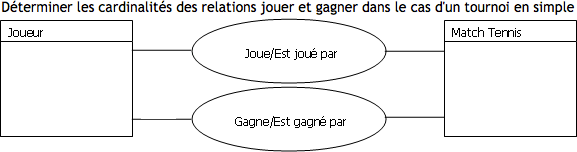 Déterminer les cardinalités des relations jouer et gagner dans le cas d'un tournoi en simple
Joueur
Match Tennis
Joue/Est joué par
Gagne/Est gagné par